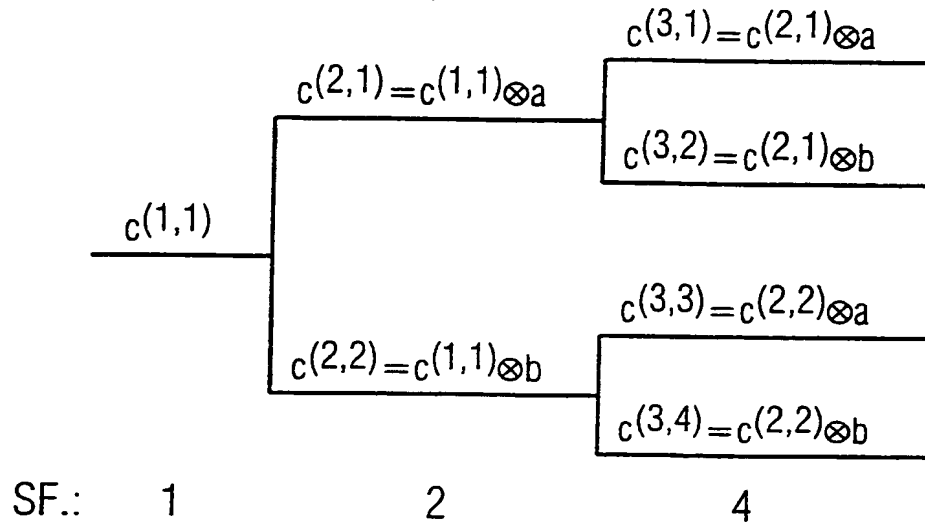 c(3,1)=c(2,1)⊗a
c(2,1)=c(1,1)⊗a
c(3,2)=c(2,1)⊗b
c(1,1)
c(3,3)=c(2,2)⊗a
c(2,2)=c(1,1)⊗b
c(3,4)=c(2,2)⊗b
SF.: 1 2 4